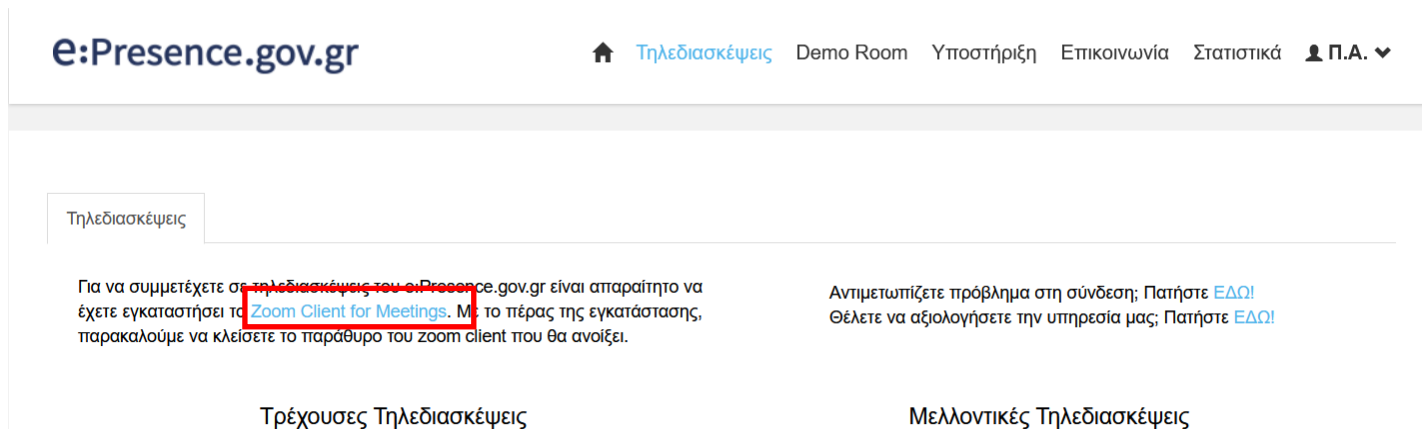 e:Presence.gov.gr
Τηλεδιασκέψεις Demo Room Υποστήριξη Επικοινωνία Στατιστικά Π.Α.
Τηλεδιασκέψεις
Για να συμμετέχετε σε τηλεδιασκέψεις του e:Presence.gov.gr είναι απαραίτητο να
έχετε εγκαταστήσει το Zoom Client for Meetings. Με το πέρας της εγκατάστασης,
παρακαλούμε να κλείσετε το παράθυρο του zoom client που θα ανοίξει.
Αντιμετωπίζετε πρόβλημα στη σύνδεση; Πατήστε ΕΔΩ!
Θέλετε να αξιολογήσετε την υπηρεσία μας; Πατήστε ΕΔΩ!
Τρέχουσες Τηλεδιασκέψεις
Μελλοντικές Τηλεδιασκέψεις